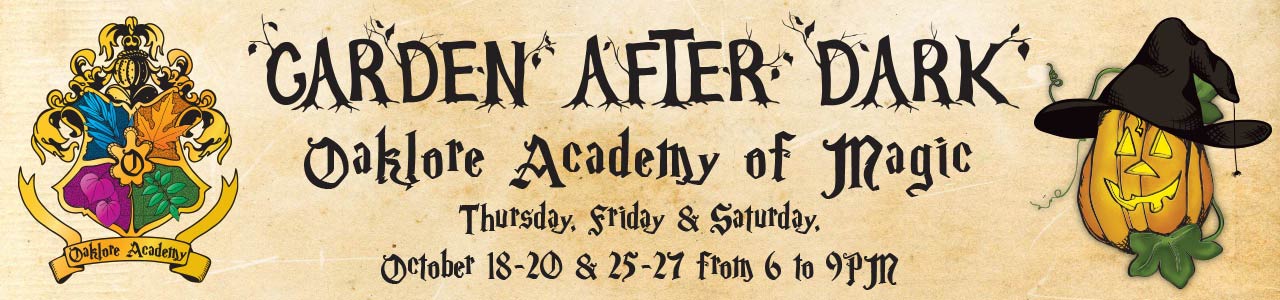 GARDEN AFTER DARK
Oaklore Academy of Magic
Thursday, Friday & Saturday,
October 18-20 & 25-27 from 6 to 9PM
O
Oaklore Academy